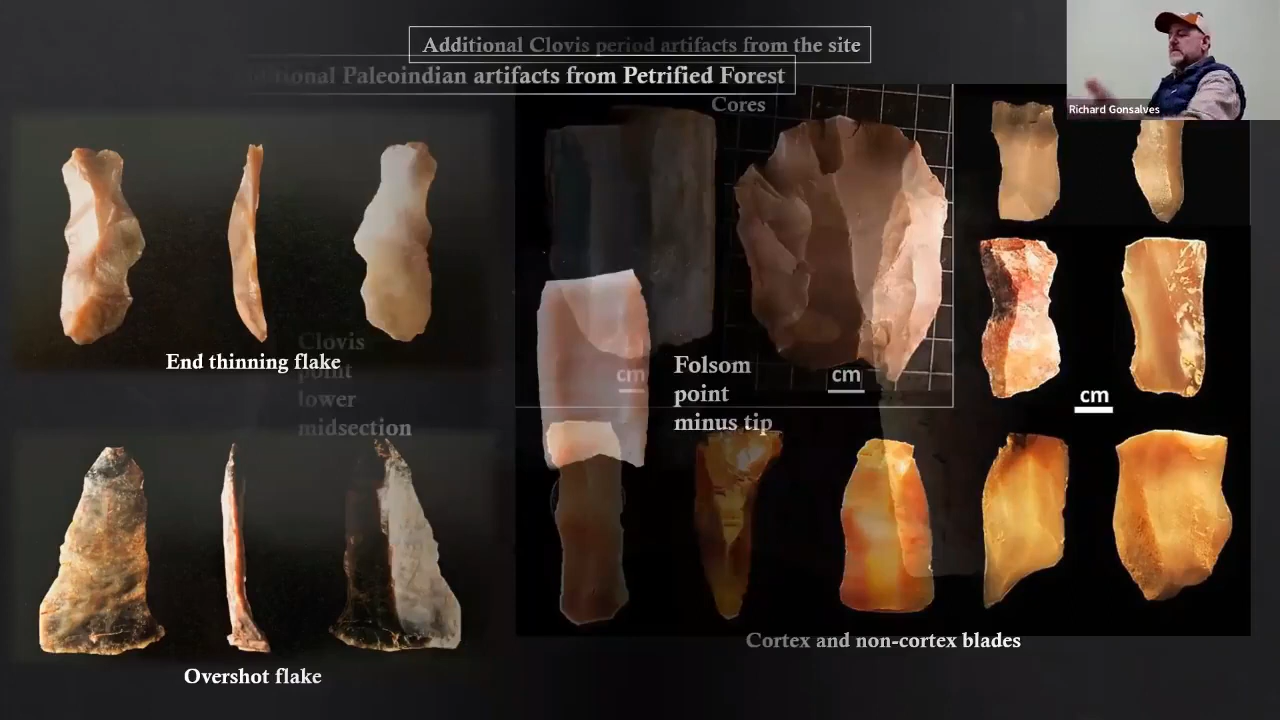 Additional Clovis period artifacts from the site
Additional Paleoindian artifacts from Petrified Forest
Cores
Richard Gonsalves
End thinning flake
Clovis
point
lower
midsection
cm
Folsom
point
minus tip
cm
cm
Overshot flake
Cortex and non-cortex blades